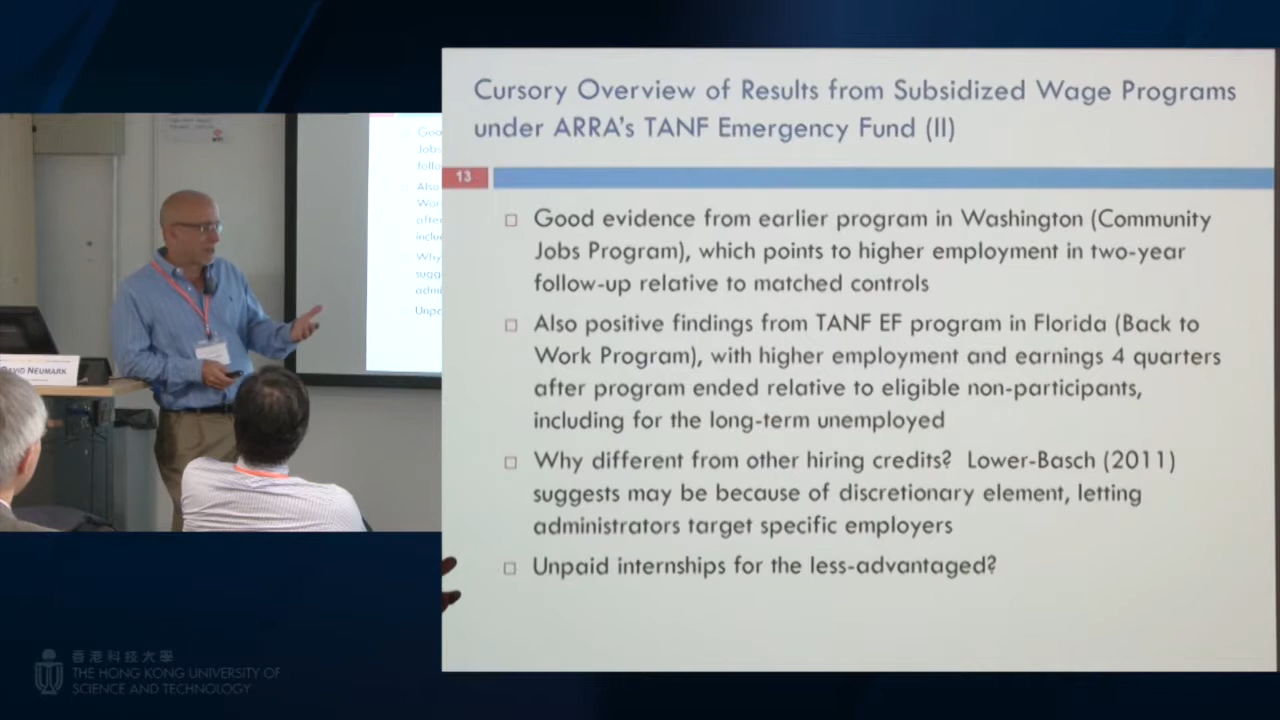 Cursory Overview of Results from Subsidized Wage Programs
under ARRA's TANF Emergency Fund (II)
13
Good evidence from earlier program in Washington (Community
Jobs Program), which points to higher employment in two-year
follow-up relative to matched controls
Also positive findings from TANF EF program in Florida (Back to
Work Program), with higher employment and earnings 4 quarters
after program ended relative to eligible non-participants,
including for the long-term unemployed
Why different from other hiring credits? Lower-Basch (2011)
suggests may be because of discretionary element, letting
administrators target specific employers
Unpaid internships for the less-advantaged?
DAVID NEUMARK
香港科技大學
THE HONG KONG UNIVERSITY OF
SCIENCE AND TECHNOLOGY